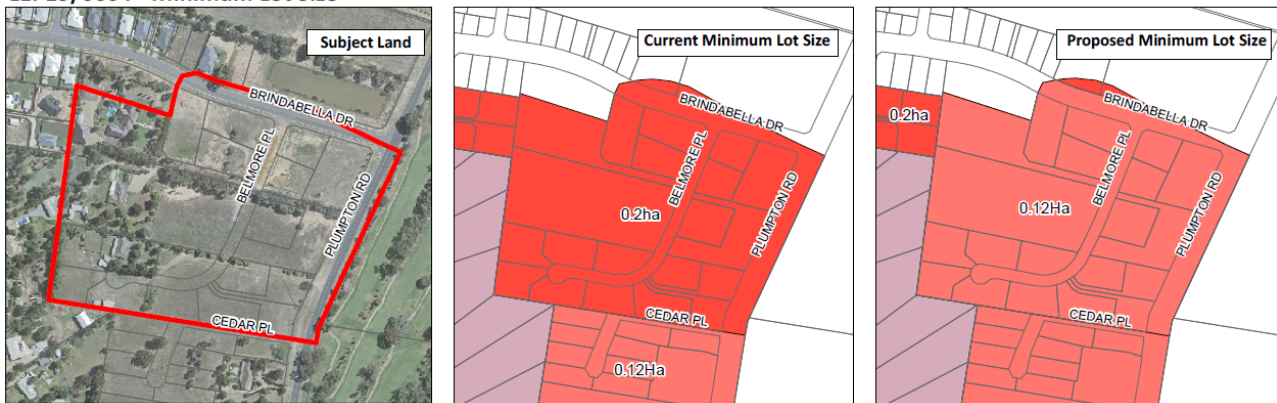 Subject Land
BRINDABELLA DR
BELMORE PL
PLUMPTON RD
CEDAR PL
Current Minimum Lot Size
BRINDABELLA DR
BELMORE PL
0.2ha
PLUMPTON RD
CEDAR PL
0.12Ha
Proposed Minimum Lot Size
0.2ha
BRINDABELLA DR
BELMORE PL
0.12Ha
PLUMPTON RD
CEDAR PL